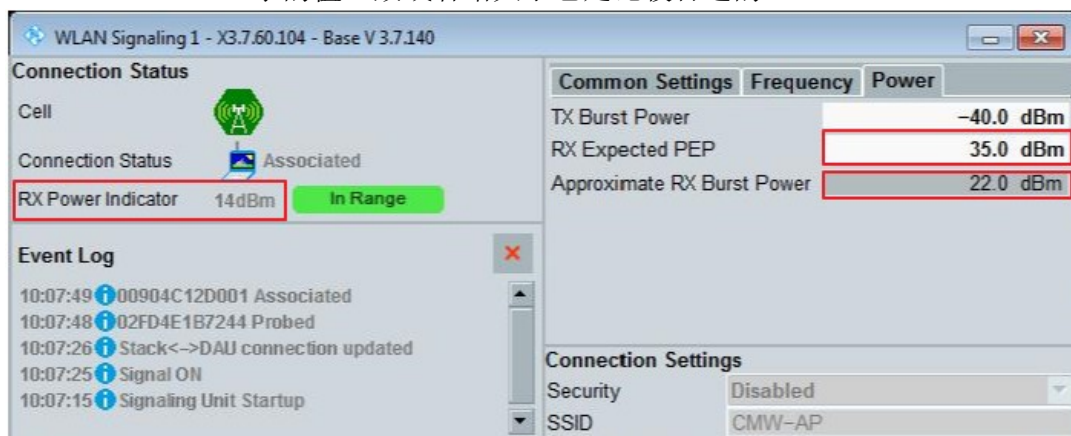 WLAN Signaling 1 - X3.7.60.104 - Base V 3.7.140
Connection Status
Cell
Connection Status Associated
RX Power Indicator 14dBm In Range
Event Log
10:07:49 00904C12D001 Associated
10:07:48 02FD4E1B7244 Probed
10:07:26 Stack<->DAU connection updated
10:07:25 Signal ON
10:07:15 Signaling Unit Startup
Common Settings Frequency Power
TX Burst Power −40.0 dBm
RX Expected PEP 35.0 dBm
Approximate RX Burst Power 22.0 dBm
Connection Settings
Security Disabled
SSID CMW-AP